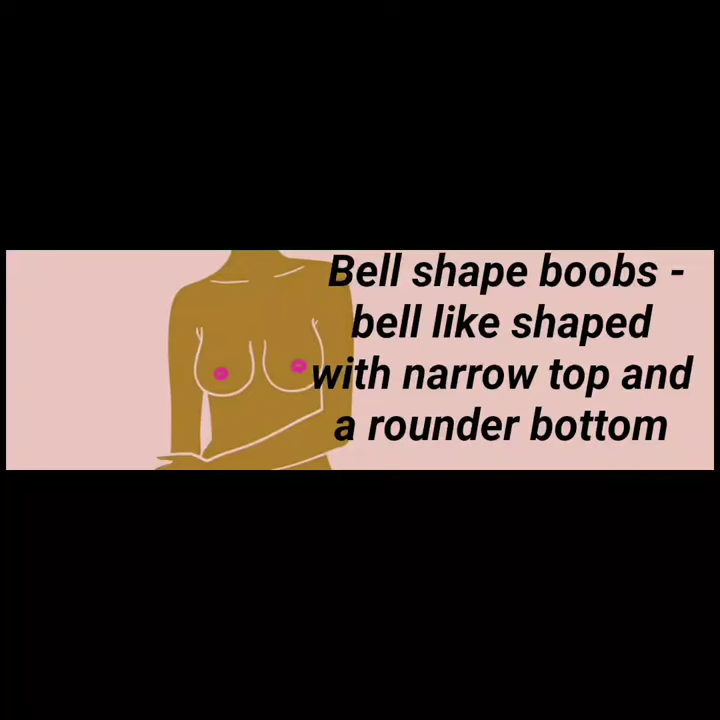 Bell shape boobs -
bell like shaped
with narrow top and
a rounder bottom